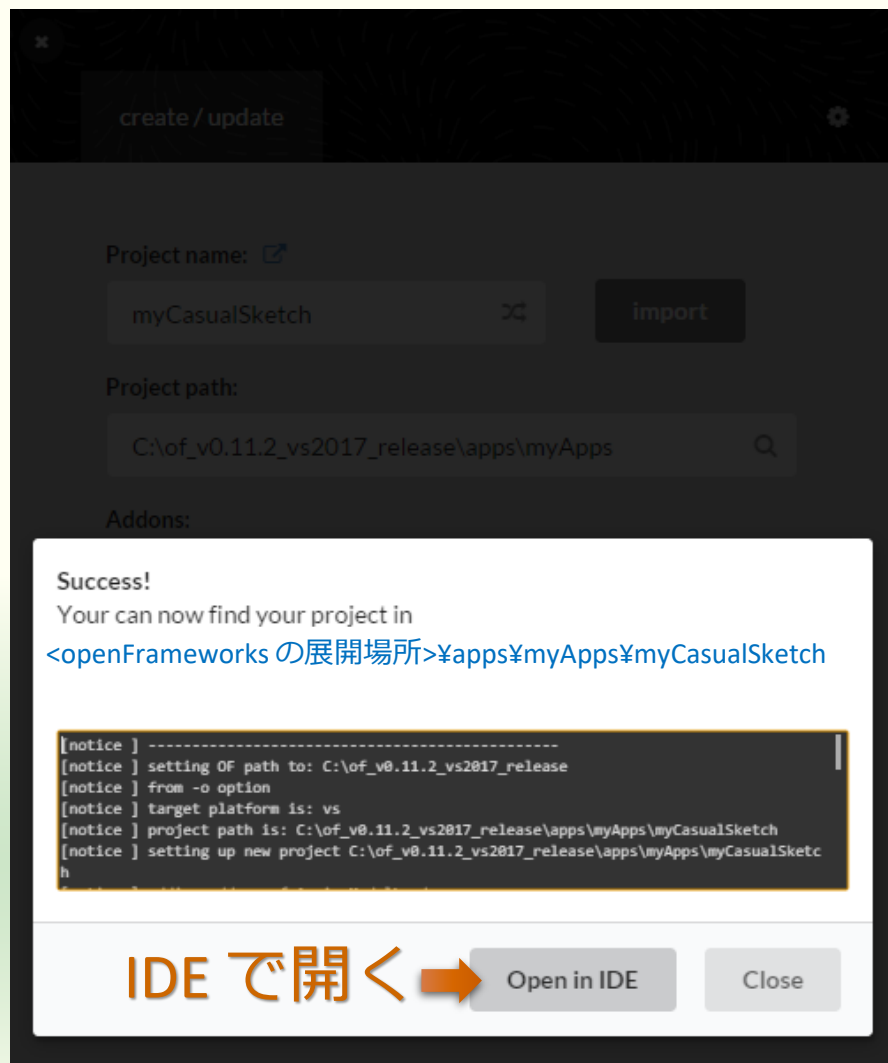 create / update
Project name:
myCasualSketch
import
Project path:
C:\of_v0.11.2_vs2017_release\apps\myApps
Addons:
Success!
Your can now find your project in
<openFrameworks の展開場所>¥apps¥myApps¥myCasualSketch
[notice ] -----------------------------------------------
[notice ] setting OF path to: C:\of_v0.11.2_vs2017_release
[notice ] from -o option
[notice ] target platform is: vs
[notice ] project path is: C:\of_v0.11.2_vs2017_release\apps\myApps\myCasualSketch
[notice ] setting up new project C:\of_v0.11.2_vs2017_release\apps\myApps\myCasualSketc
h
IDE で開く
Open in IDE
Close